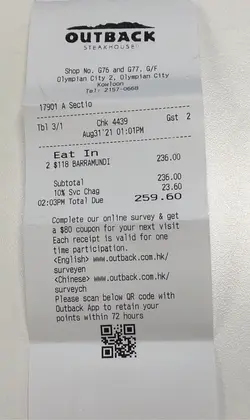 OUTBACK
STEAKHOUSE
Shop No. G76 and G77, G/F
Olympian City 2, Olympian City
Kowloon
Tel: 2157-0668
17901 A Sectio
Tbl 3/1 Chk 4439 Gst 2
Aug31'21 01:01PM
Eat In
2 $118 BARRAMUNDI 236.00
Subtotal 236.00
10% Svc Chag 23.60
02:03PM Total Due 259.60
Complete our online survey & get
a $80 coupon for your next visit
Each receipt is valid for one
time participation.
<English> www.outback.com.hk/
surveyen
<Chinese> www.outback.com.hk/
surveych
Please scan below QR code with
Outback App to retain your
points within 72 hours